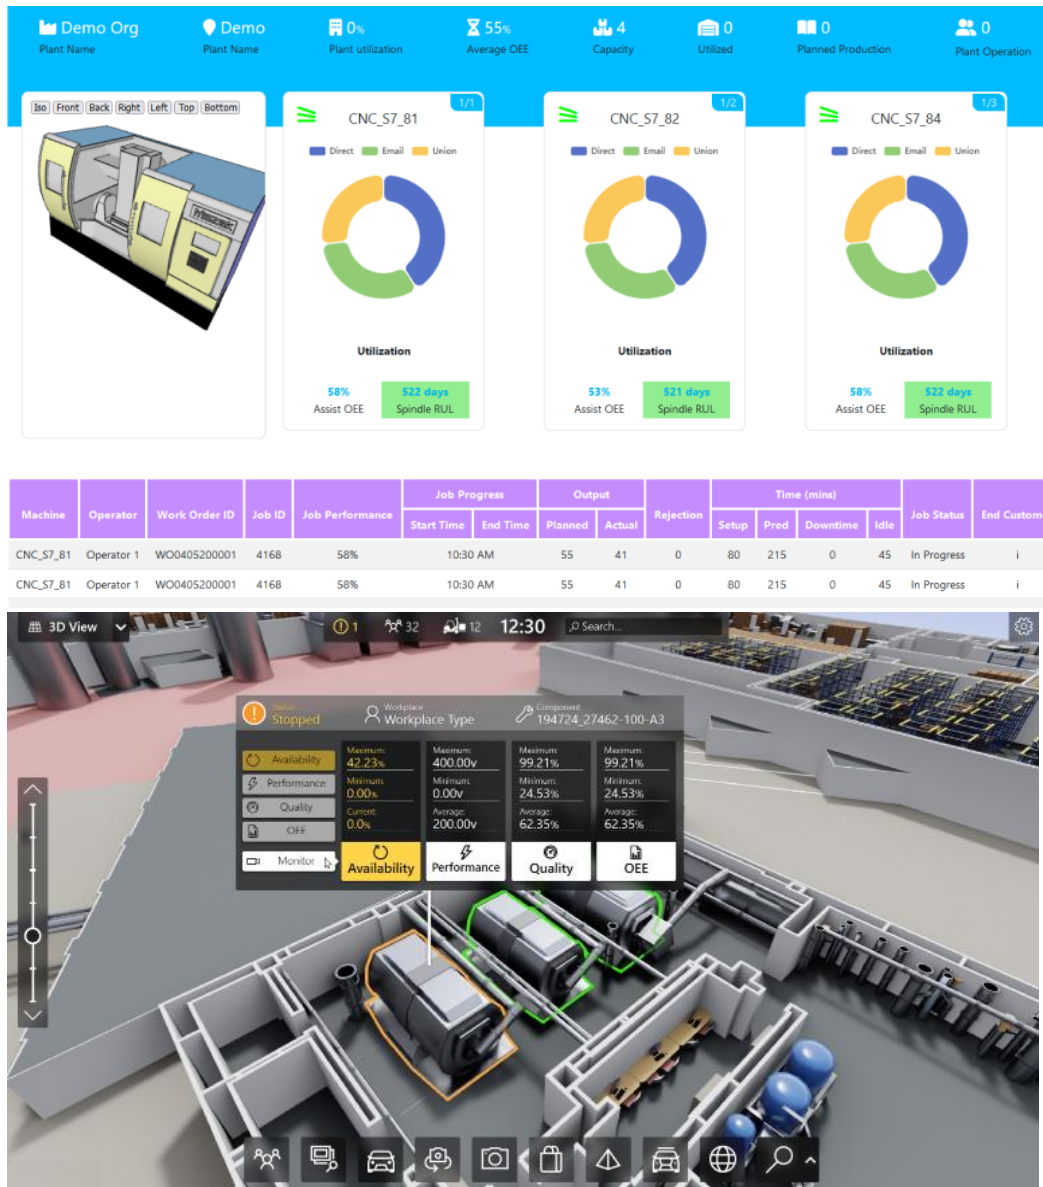 Demo Org
Plant Name
Demo
Plant Name
0%
Plant utilization
55%
Average OEE
4
Capacity
0
Utilized
0
Planned Production
0
Plant Operation
Iso Front Back Right Left Top Bottom
1/1
CNC_S7_81
Direct Email Union
Utilization
58%
Assist OEE
522 days
Spindle RUL
1/2
CNC_S7_82
Direct Email Union
Utilization
53%
Assist OEE
521 days
Spindle RUL
1/3
CNC_S7_84
Direct Email Union
Utilization
58%
Assist OEE
522 days
Spindle RUL
Job Progress Output Time (mins)
Machine Operator Work Order ID Job ID Job Performance Rejection Job Status End Custom
Start Time End Time Planned Actual Setup Pred Downtime Idle
CNC_S7_81 Operator 1 WO0405200001 4168 58% 10:30 AM 55 41 0 80 215 0 45 In Progress i
CNC_S7_81 Operator 1 WO0405200001 4168 58% 10:30 AM 55 41 0 80 215 0 45 In Progress i
3D View 1 32 12 12:30 Search...
Status
Stopped
Workplace
Workplace Type
Component
194724_27462-100-A3
Availability
Performance
Quality
OEE
Monitor
Maximum:
42.23%
Minimum:
0.00%
Current:
0.0%
Availability
Maximum:
400.00v
Minimum:
0.00v
Average:
200.00v
Performance
Maximum:
99.21%
Minimum:
24.53%
Average:
62.35%
Quality
Maximum:
99.21%
Minimum:
24.53%
Average:
62.35%
OEE